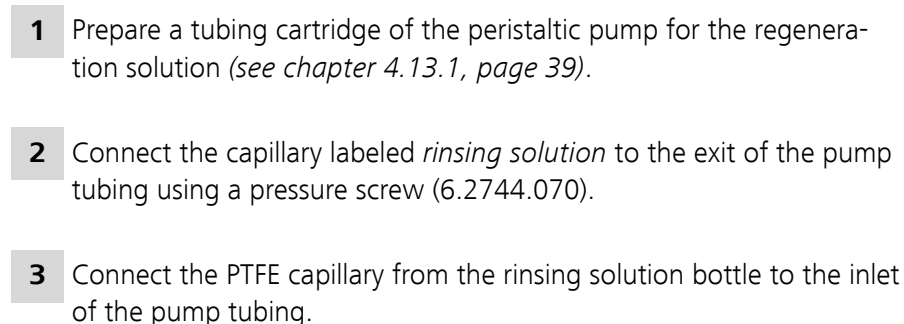 1 Prepare a tubing cartridge of the peristaltic pump for the regenera-
tion solution (see chapter 4.13.1, page 39).
2 Connect the capillary labeled rinsing solution to the exit of the pump
tubing using a pressure screw (6.2744.070).
3 Connect the PTFE capillary from the rinsing solution bottle to the inlet
of the pump tubing.